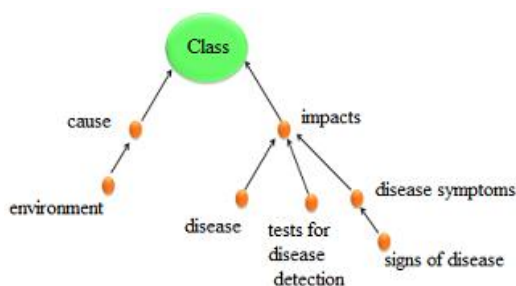 Class
cause
impacts
environment
disease
tests for
disease
detection
disease symptoms
signs of disease